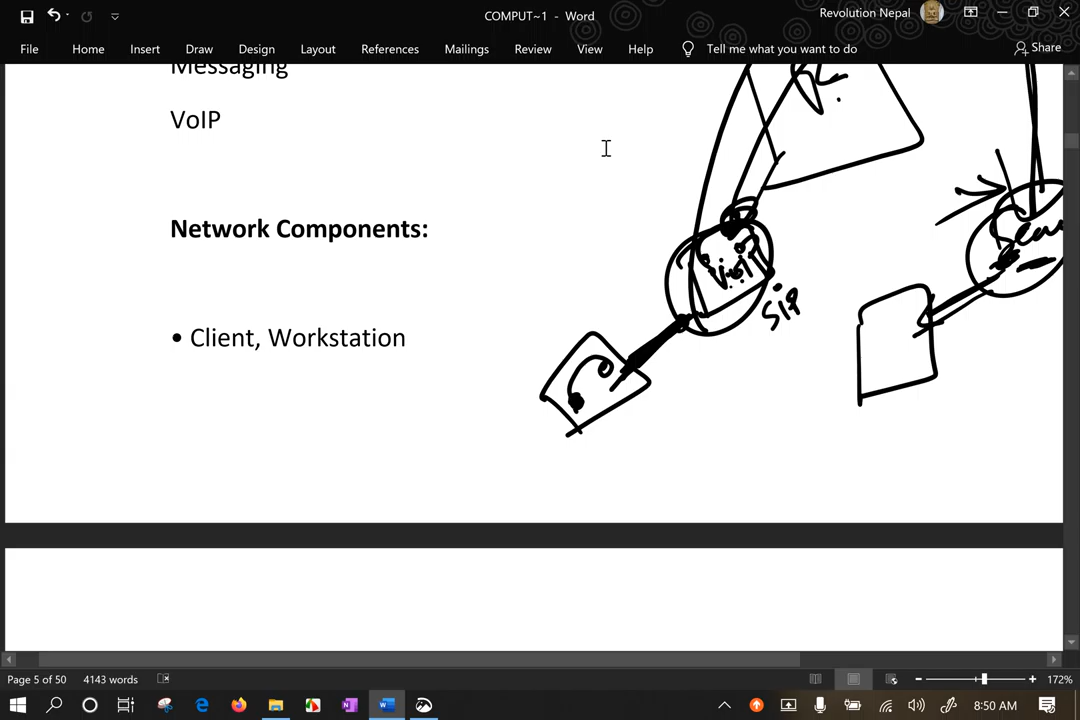 COMPUT~1 - Word
Revolution Nepal
File Home Insert Draw Design Layout References Mailings Review View Help Tell me what you want to do Share
Messaging
VoIP
Network Components:
• Client, Workstation
SIP
Page 5 of 50 4143 words 172%
8:50 AM